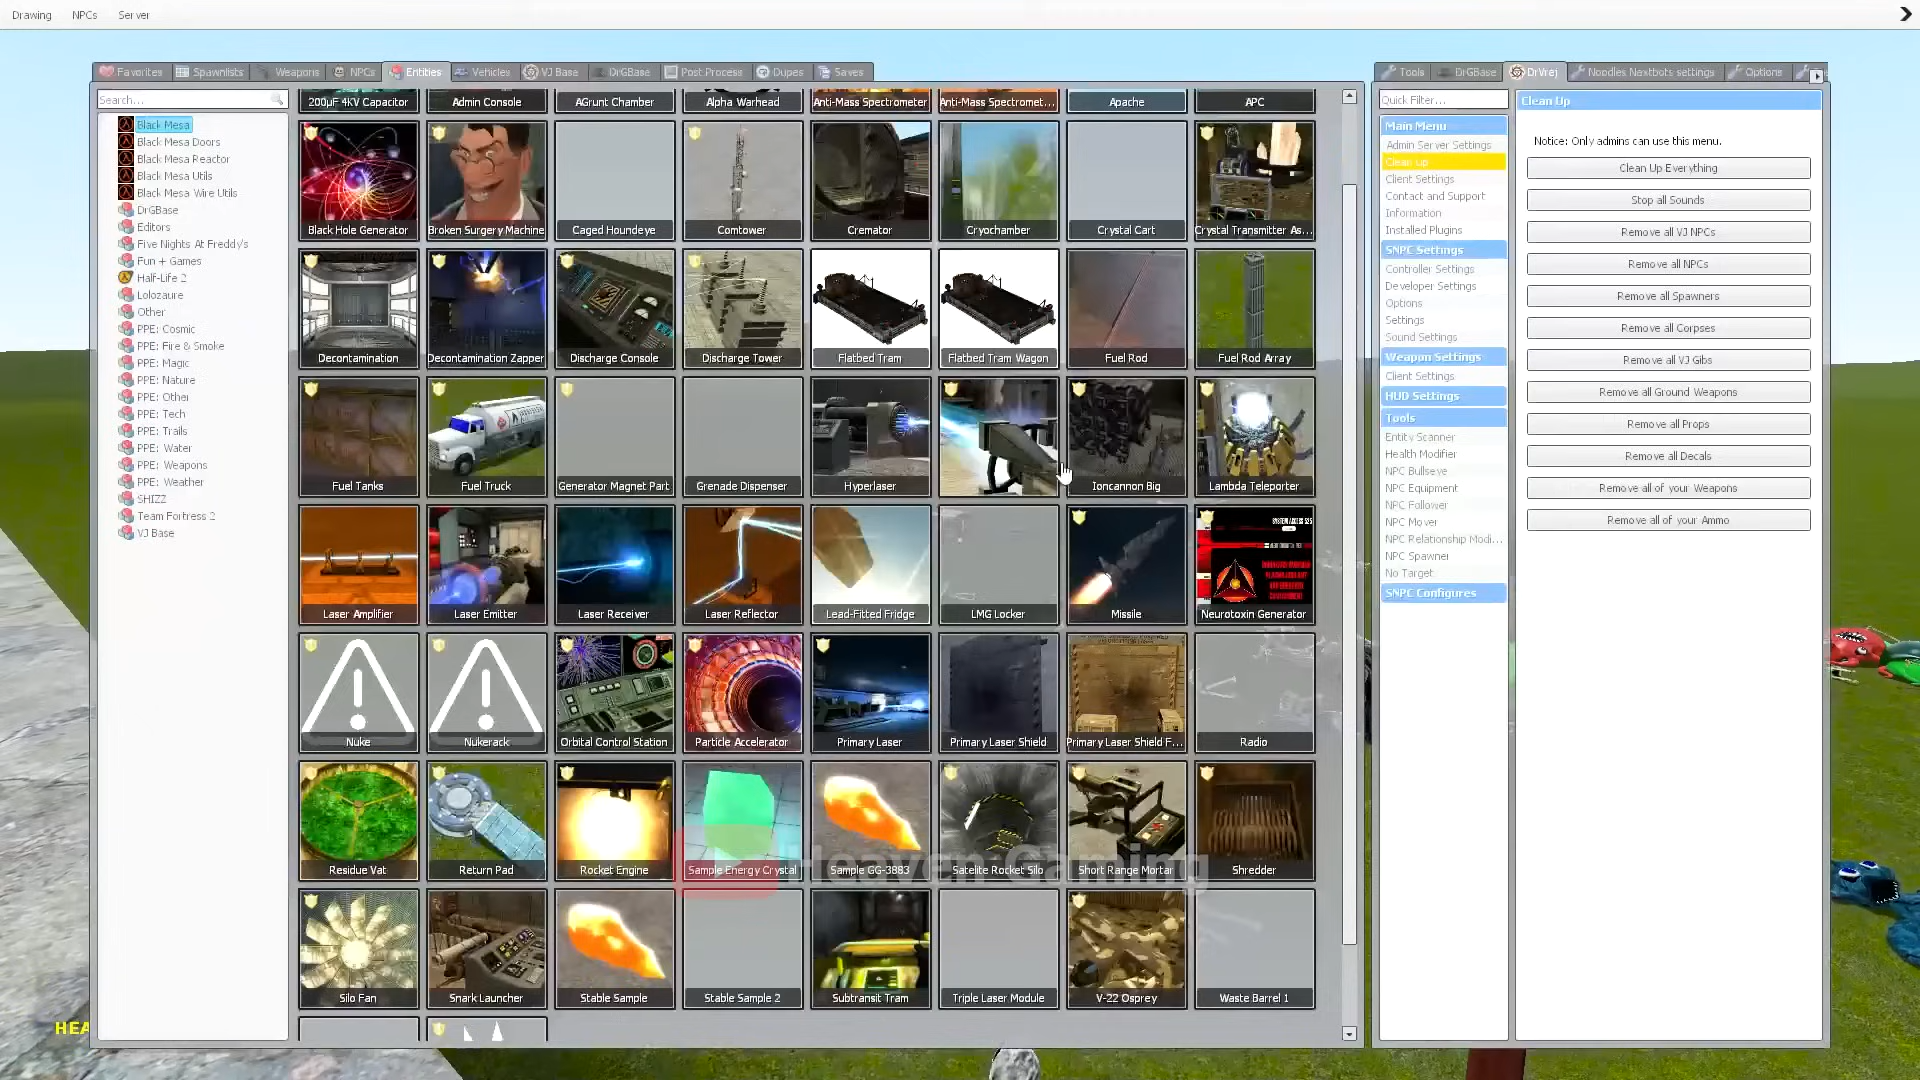 Drawing NPCs Server
Favorites Spawnlists Weapons NPCs Entities Vehicles VJ Base DrGBase Post Process Dupes Saves
Search...
Black Mesa
Black Mesa Doors
Black Mesa Reactor
Black Mesa Utils
Black Mesa Wire Utils
DrGBase
Editors
Five Nights At Freddy's
Fun + Games
Half-Life 2
Lolozaure
Other
PPE: Cosmic
PPE: Fire & Smoke
PPE: Magic
PPE: Nature
PPE: Other
PPE: Tech
PPE: Trails
PPE: Water
PPE: Weapons
PPE: Weather
SHIZZ
Team Fortress 2
VJ Base
200µF 4KV Capacitor Admin Console AGrunt Chamber Alpha Warhead Anti-Mass Spectrometer Anti-Mass Spectromet... Apache APC
Black Hole Generator Broken Surgery Machine Caged Houndeye Comtower Cremator Cryochamber Crystal Cart Crystal Transmitter As...
Decontamination Decontamination Zapper Discharge Console Discharge Tower Flatbed Tram Flatbed Tram Wagon Fuel Rod Fuel Rod Array
Fuel Tanks Fuel Truck Generator Magnet Part Grenade Dispenser Hyperlaser Ioncannon Big Lambda Teleporter
Laser Amplifier Laser Emitter Laser Receiver Laser Reflector Lead-Fitted Fridge LMG Locker Missile Neurotoxin Generator
Nuke Nukerack Orbital Control Station Particle Accelerator Primary Laser Primary Laser Shield Primary Laser Shield F... Radio
Residue Vat Return Pad Rocket Engine Sample Energy Crystal Sample GG-3883 Satelite Rocket Silo Short Range Mortar Shredder
Heaven Gaming
Silo Fan Snark Launcher Stable Sample Stable Sample 2 Subtransit Tram Triple Laser Module V-22 Osprey Waste Barrel 1
HEA
Tools DrGBase DrVrej Noodles Nextbots settings Options
Quick Filter...
Main Menu
Admin Server Settings
Clean Up
Client Settings
Contact and Support
Information
Installed Plugins
SNPC Settings
Controller Settings
Developer Settings
Options
Settings
Sound Settings
Weapon Settings
Client Settings
HUD Settings
Tools
Entity Scanner
Health Modifier
NPC Bullseye
NPC Equipment
NPC Follower
NPC Mover
NPC Relationship Modi...
NPC Spawner
No Target
SNPC Configures
Clean Up
Notice: Only admins can use this menu.
Clean Up Everything
Stop all Sounds
Remove all VJ NPCs
Remove all NPCs
Remove all Spawners
Remove all Corpses
Remove all VJ Gibs
Remove all Ground Weapons
Remove all Props
Remove all Decals
Remove all of your Weapons
Remove all of your Ammo